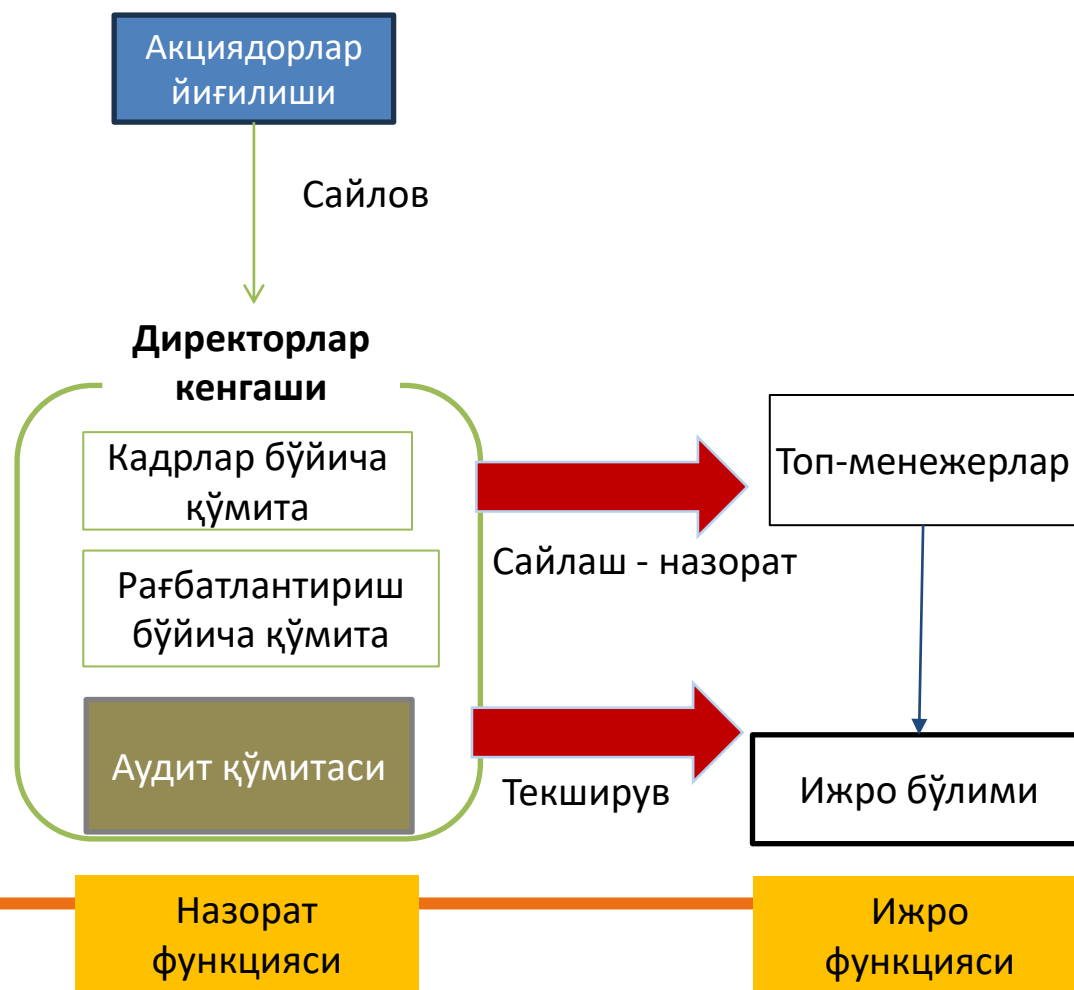 Акциядорлар
йиғилиши
Сайлов
Директорлар
кенгаши
Кадрлар бўйича
қўмита
Рағбатлантириш
бўйича қўмита
Аудит қўмитаси
Сайлаш - назорат
Текширув
Топ-менежерлар
Ижро бўлими
Назорат
функцияси
Ижро
функцияси